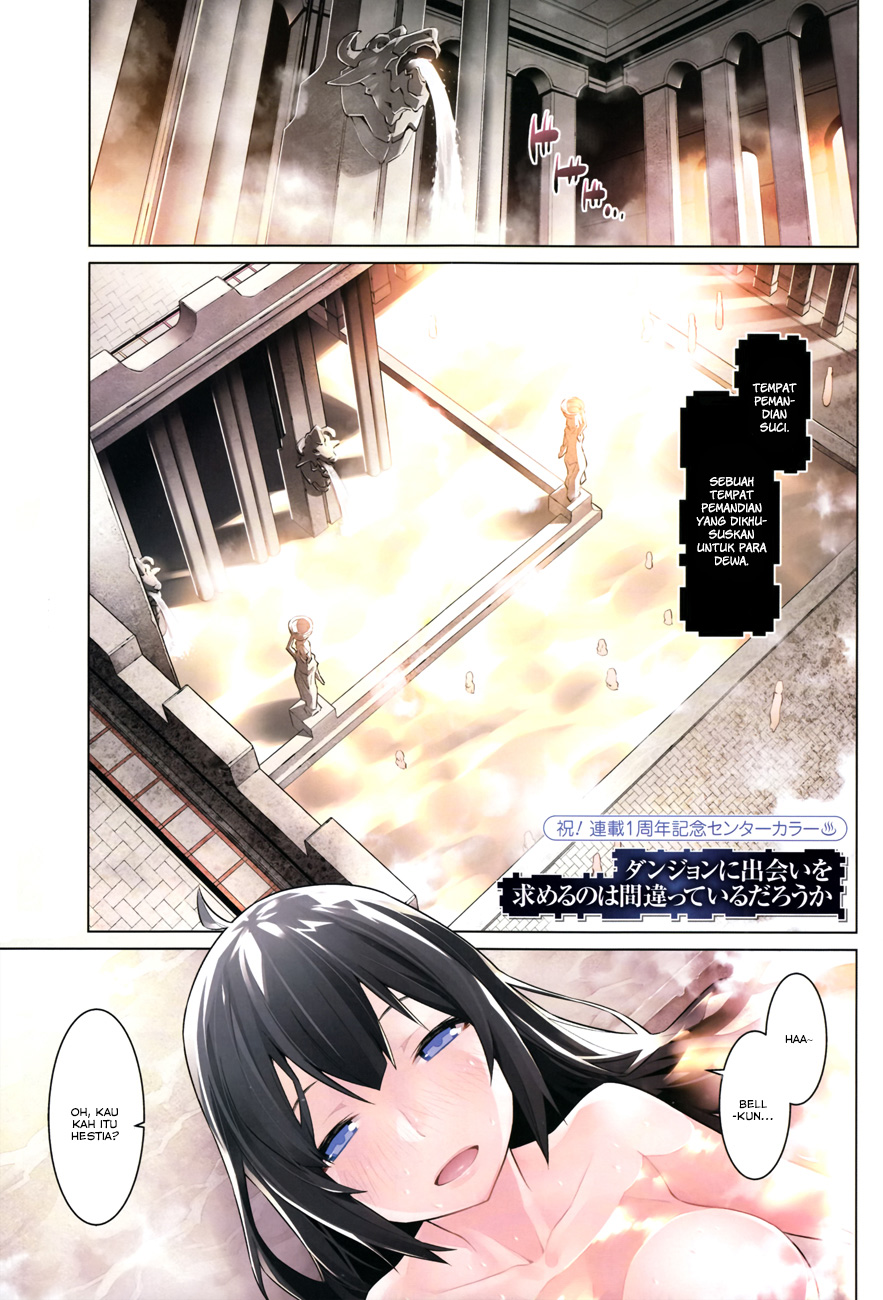 ドドド...
TEMPAT
PEMAN-
DIAN
SUCI.
SEBUAH
TEMPAT
PEMANDIAN
YANG DIKHU-
SUSKAN
UNTUK PARA
DEWA.
祝!連載1周年記念センターカラー♨
ダンジョンに出会いを
求めるのは間違っているだろうか
HAA~
BELL
-KUN...
OH, KAU
KAH ITU
HESTIA?